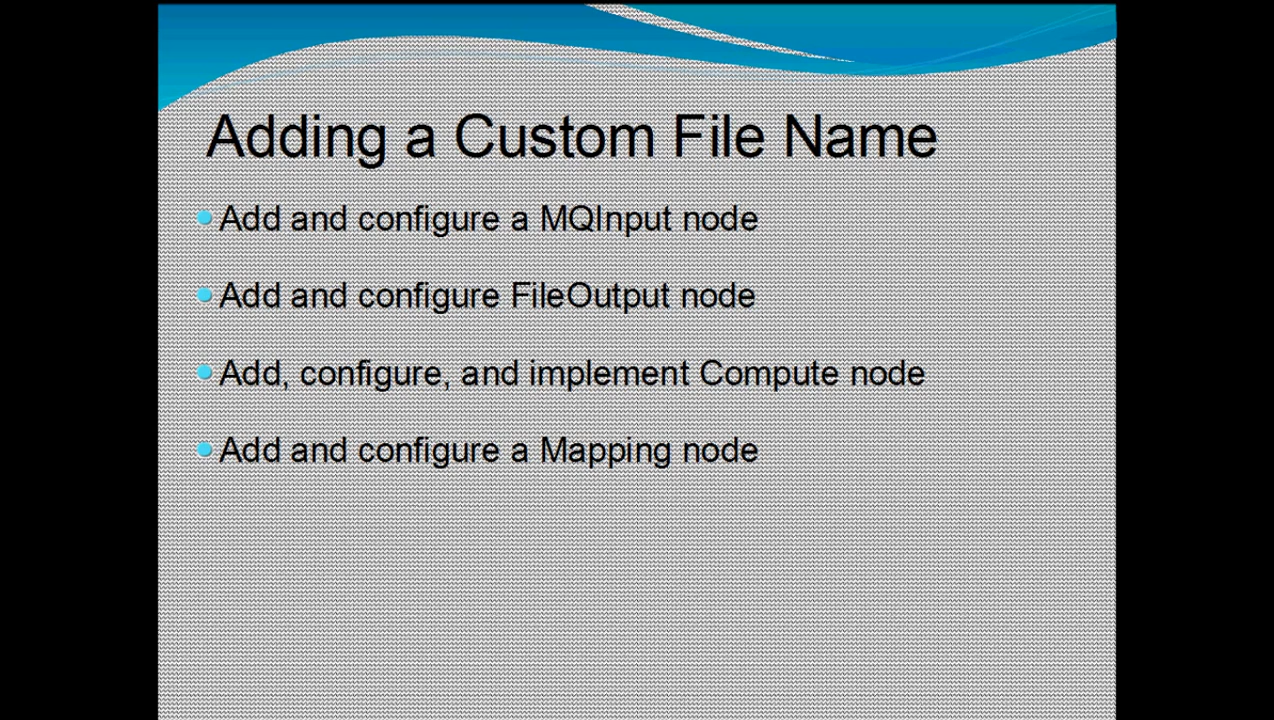 Adding a Custom File Name
Add and configure a MQInput node
Add and configure FileOutput node
Add, configure, and implement Compute node
Add and configure a Mapping node